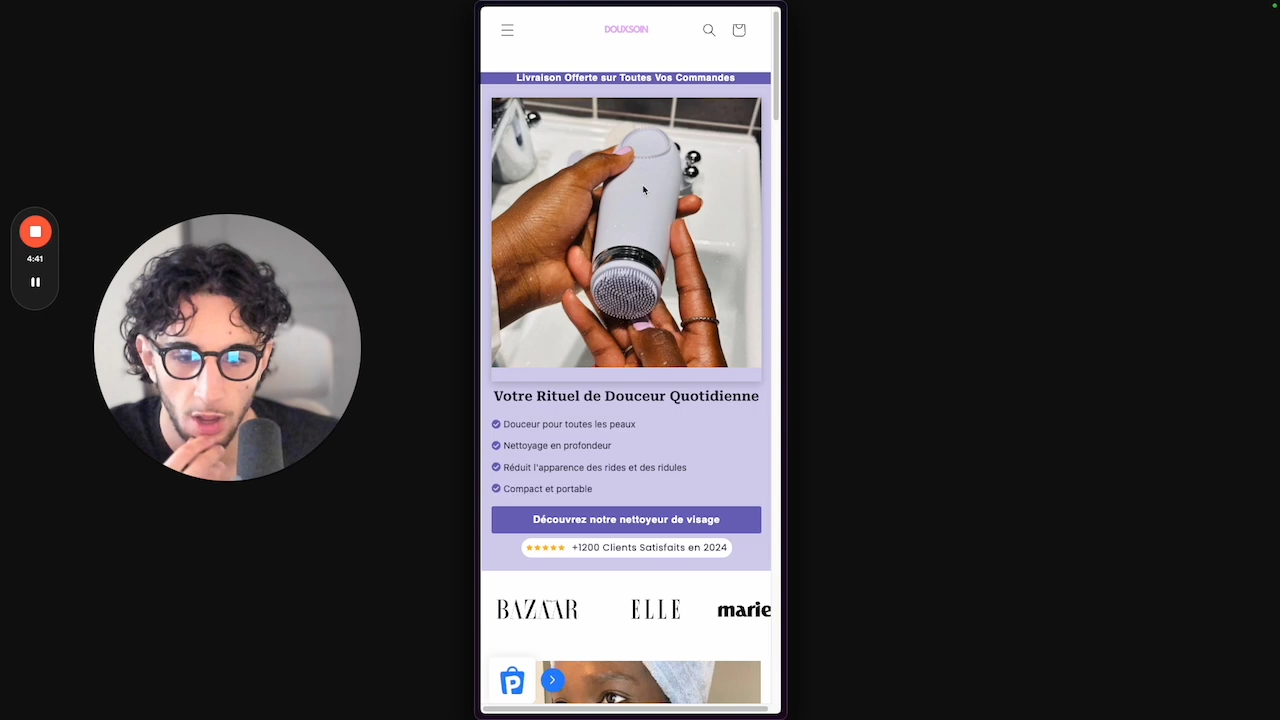 DOUXSOIN
Livraison Offerte sur Toutes Vos Commandes
4:41
Votre Rituel de Douceur Quotidienne
Douceur pour toutes les peaux
Nettoyage en profondeur
Réduit l'apparence des rides et des ridules
Compact et portable
Découvrez notre nettoyeur de visage
+1200 Clients Satisfaits en 2024
BAZAAR ELLE marie